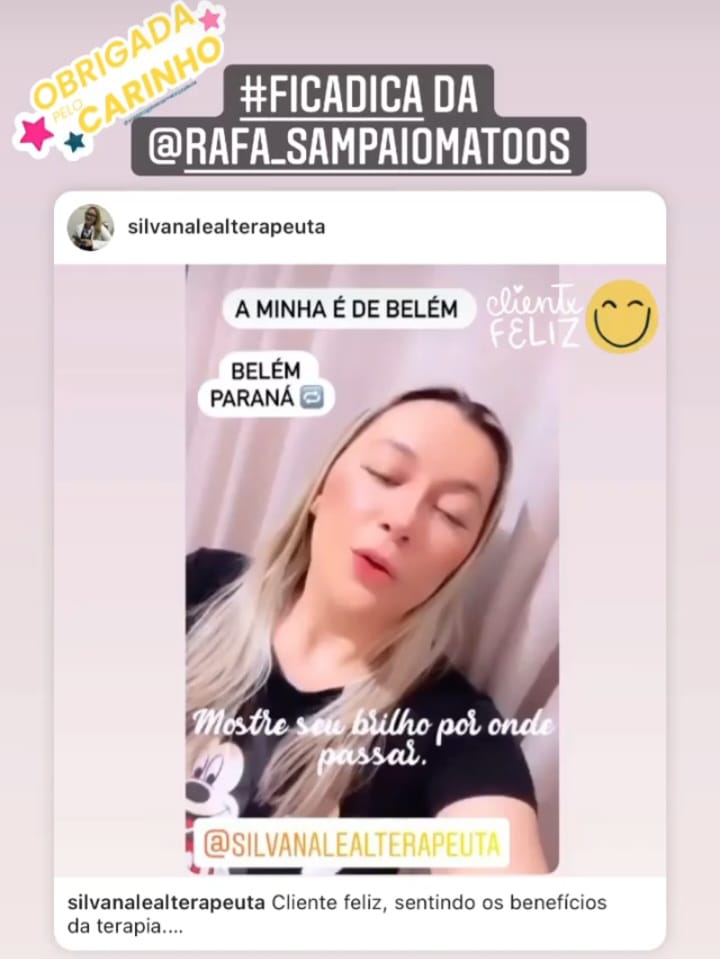 OBRIGADA
PELO
CARINHO
#FICADICA DA
@RAFA_SAMPAIOMATOOS
silvanalealterapeuta
A MINHA É DE BELÉM
cliente
FELIZ
BELÉM
PARANÁ
Mostre seu brilho por onde
passar.
@SILVANALEALTERAPEUTA
silvanalealterapeuta Cliente feliz, sentindo os benefícios
da terapia....